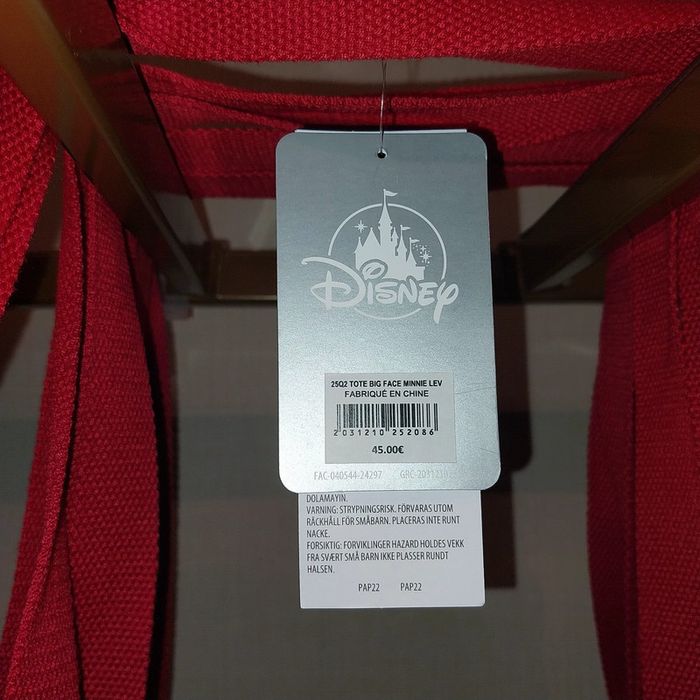 Disney
25Q2 TOTE BIG FACE MINNIE LEV
FABRIQUÉ EN CHINE
2 031210 252086
45.00€
FAC-040544-24297 GRC-2031210
DOLAMAYIN.
VARNING: STRYPNINGSRISK. FÖRVARAS UTOM
RÄCKHÅLL FÖR SMÅBARN. PLACERAS INTE RUNT
NACKE.
FORSIKTIG: FORVIKLINGER HAZARD HOLDES VEKK
FRA SVÆRT SMÅ BARN IKKE PLASSER RUNDT
HALSEN.
PAP22 PAP22